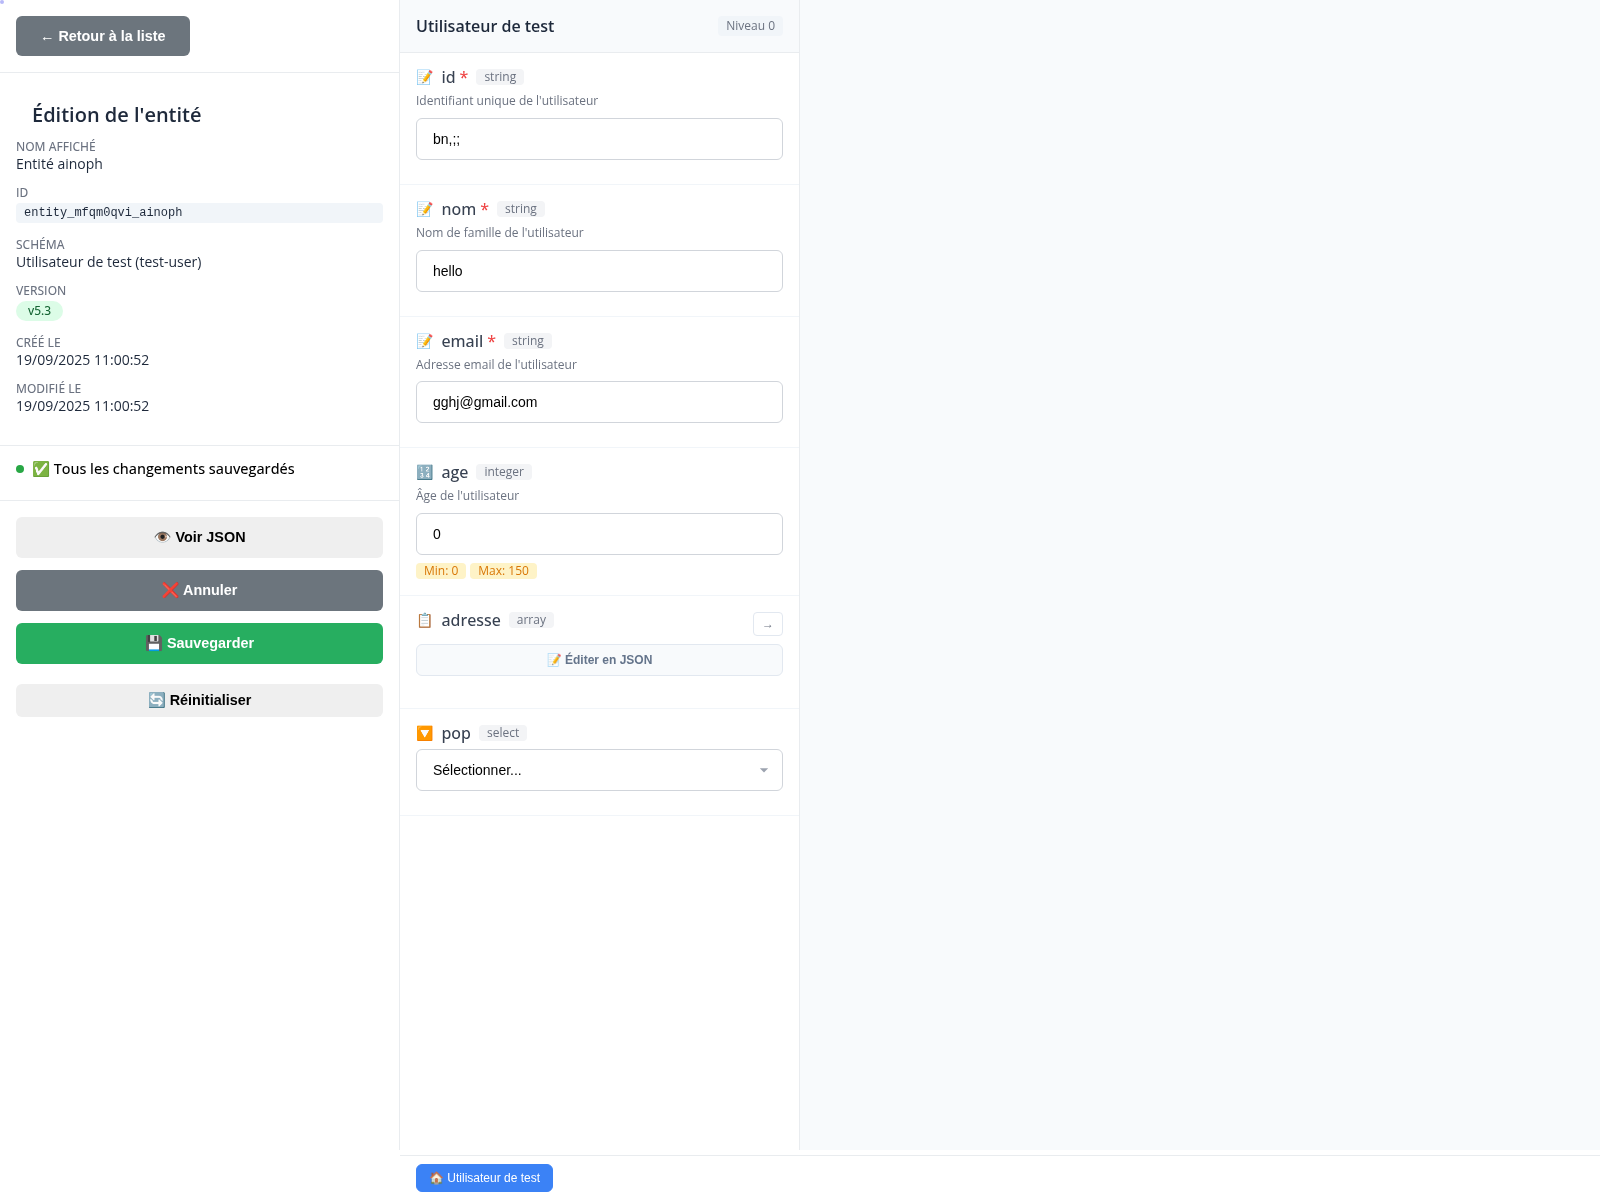 ← Retour à la liste
Édition de l'entité
NOM AFFICHÉ
Entité ainoph
ID
entity_mfqm0qvi_ainoph
SCHÉMA
Utilisateur de test (test-user)
VERSION
v5.3
CRÉÉ LE
19/09/2025 11:00:52
MODIFIÉ LE
19/09/2025 11:00:52
✅ Tous les changements sauvegardés
👁️ Voir JSON
❌ Annuler
💾 Sauvegarder
🔄 Réinitialiser
Utilisateur de test Niveau 0
📝 id * string
Identifiant unique de l'utilisateur
bn,;;
📝 nom * string
Nom de famille de l'utilisateur
hello
📝 email * string
Adresse email de l'utilisateur
gghj@gmail.com
🔢 age integer
Âge de l'utilisateur
0
Min: 0 Max: 150
📋 adresse array →
📝 Éditer en JSON
🔽 pop select
Sélectionner...
🏠 Utilisateur de test